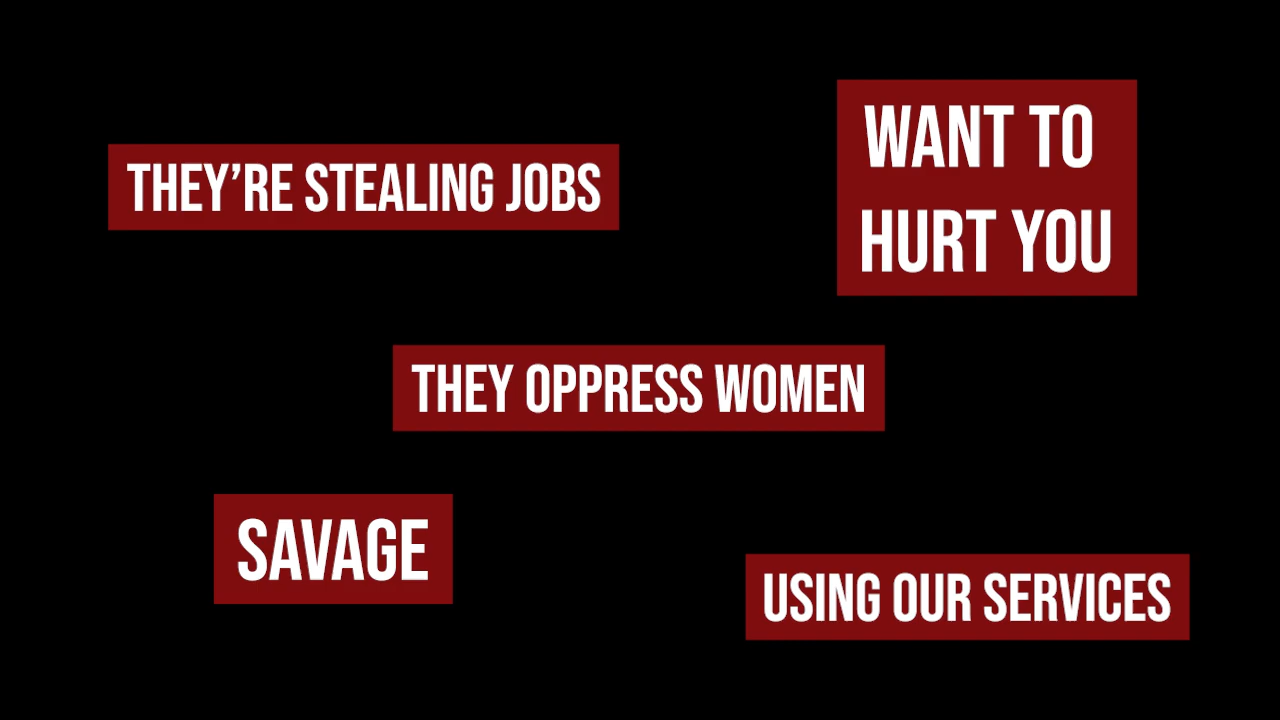 THEY'RE STEALING JOBS
WANT TO
HURT YOU
THEY OPPRESS WOMEN
SAVAGE
USING OUR SERVICES